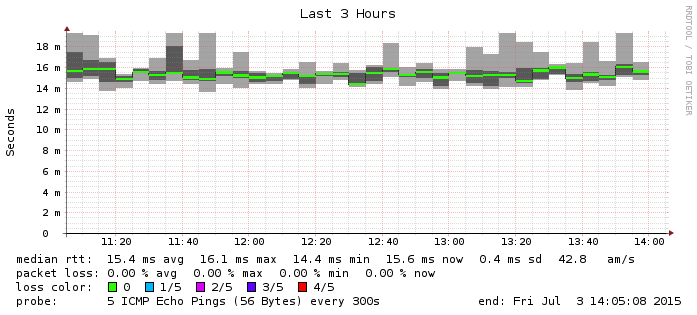 Last 3 Hours
RRDTOOL / TOBI OETIKER
Seconds
18 m
16 m
14 m
12 m
10 m
8 m
6 m
4 m
2 m
0
11:20 11:40 12:00 12:20 12:40 13:00 13:20 13:40 14:00
median rtt: 15.4 ms avg 16.1 ms max 14.4 ms min 15.6 ms now 0.4 ms sd 42.8 am/s
packet loss: 0.00 % avg 0.00 % max 0.00 % min 0.00 % now
loss color: 0 1/5 2/5 3/5 4/5
probe: 5 ICMP Echo Pings (56 Bytes) every 300s end: Fri Jul 3 14:05:08 2015